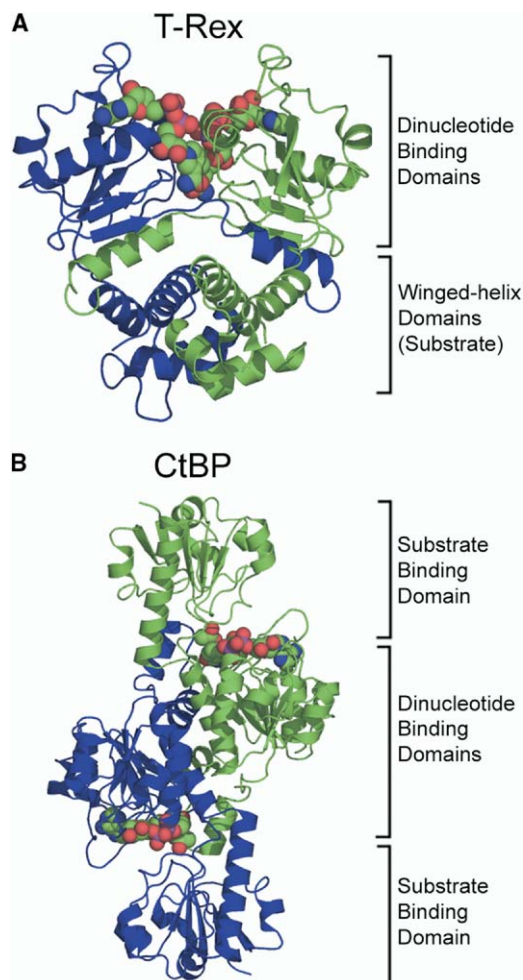 A
T-Rex
Dinucleotide
Binding
Domains
Winged-helix
Domains
(Substrate)
B
CtBP
Substrate
Binding
Domain
Dinucleotide
Binding
Domains
Substrate
Binding
Domain